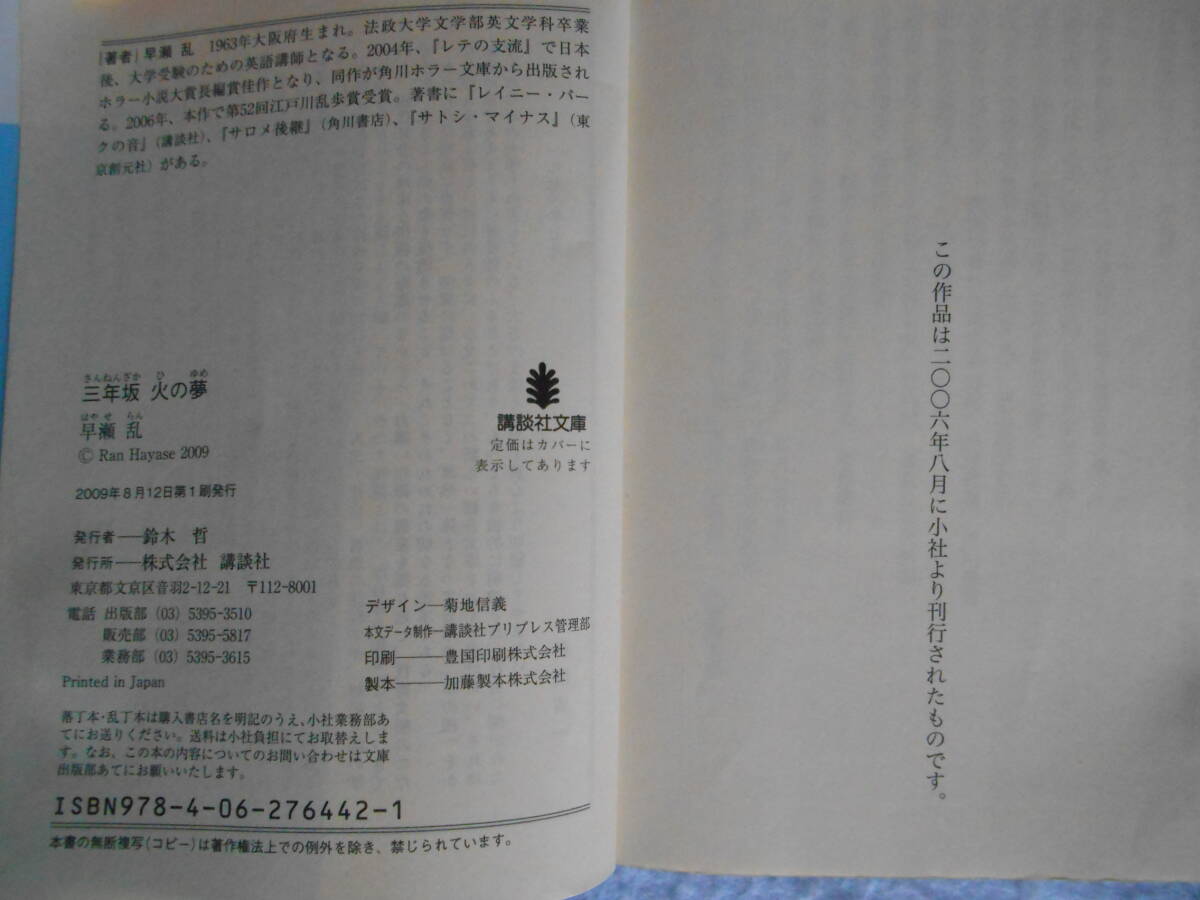 |著者| 早瀬 乱　1963年大阪府生まれ。法政大学文学部英文学科卒業
後、大学受験のための英語講師となる。2004年、『レテの支流』で日本
ホラー小説大賞長編賞佳作となり、同作が角川ホラー文庫から出版され
る。2006年、本作で第52回江戸川乱歩賞受賞。著書に『レイニー・パー
クの音』（講談社）、『サロメ後継』（角川書店）、『サトシ・マイナス』（東
京創元社）がある。
さんねんざか ひ ゆめ
三年坂 火の夢
はやせ らん
早瀬 乱
© Ran Hayase 2009
2009年8月12日第1刷発行
発行者──鈴木 哲
発行所──株式会社 講談社
東京都文京区音羽2-12-21 〒112-8001
電話 出版部 (03) 5395-3510
販売部 (03) 5395-5817
業務部 (03) 5395-3615
Printed in Japan
講談社文庫
定価はカバーに
表示してあります
デザイン─菊地信義
本文データ制作─講談社プリプレス管理部
印刷────豊国印刷株式会社
製本────加藤製本株式会社
落丁本・乱丁本は購入書店名を明記のうえ、小社業務部あ
てにお送りください。送料は小社負担にてお取替えしま
す。なお、この本の内容についてのお問い合わせは文庫
出版部あてにお願いいたします。
ISBN978-4-06-276442-1
本書の無断複写(コピー)は著作権法上での例外を除き、禁じられています。
この作品は二〇〇六年八月に小社より刊行されたものです。